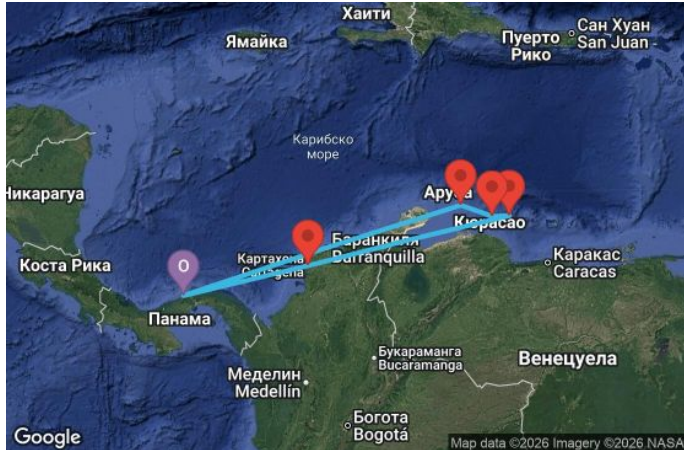 Хаити
Ямайка
Пуерто
Рико
Сан Хуан
San Juan
Карибско
море
Никарагуа
Аруба
Кюрасао
Баранкиля
Barranquilla
Картахена
Cartagena
Каракас
Caracas
Коста Рика
O
Панама
Букараманга
Bucaramanga
Венецуела
Меделин
Medellín
Богота
Bogotá
Google
Map data ©2026 Imagery ©2026 NASA